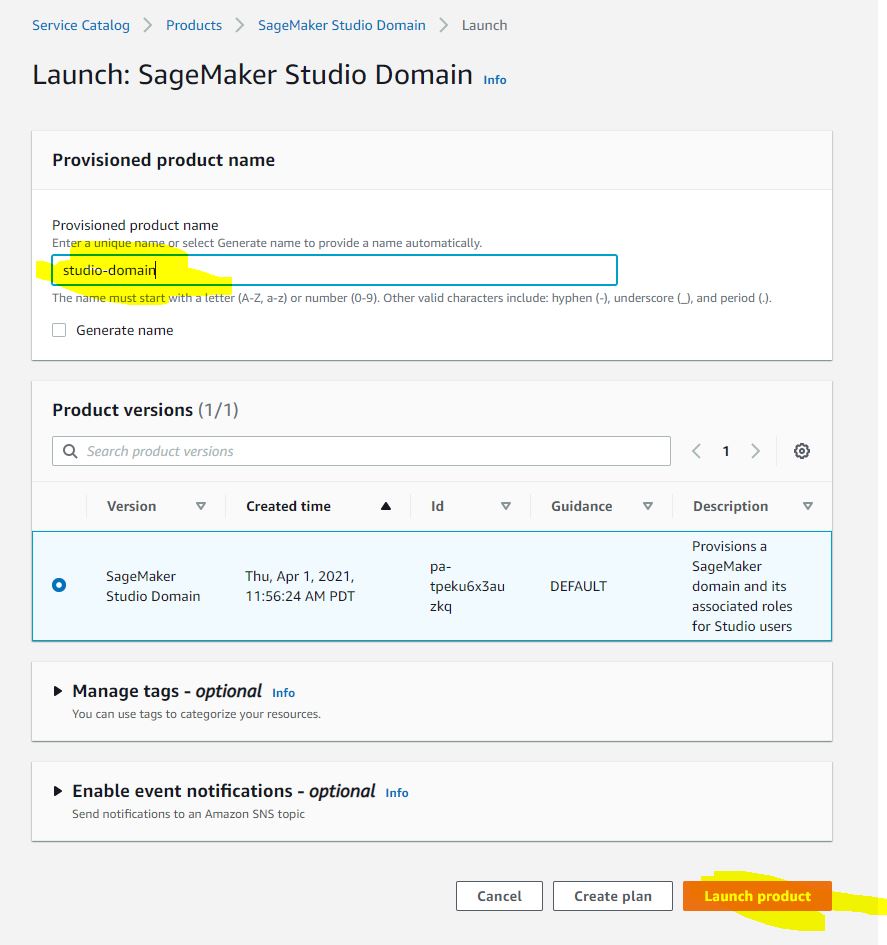 Service Catalog > Products > SageMaker Studio Domain > Launch
Launch: SageMaker Studio Domain Info
Provisioned product name
Provisioned product name
Enter a unique name or select Generate name to provide a name automatically.
studio-domain
The name must start with a letter (A-Z, a-z) or number (0-9). Other valid characters include: hyphen (-), underscore (_), and period (.).
Generate name
Product versions (1/1)
Search product versions
1
Version Created time Id Guidance Description
SageMaker
Studio Domain
Thu, Apr 1, 2021,
11:56:24 AM PDT
pa-
tpeku6x3au
zkq
DEFAULT
Provisions a
SageMaker
domain and its
associated roles
for Studio users
Manage tags - optional Info
You can use tags to categorize your resources.
Enable event notifications - optional Info
Send notifications to an Amazon SNS topic
Cancel Create plan Launch product